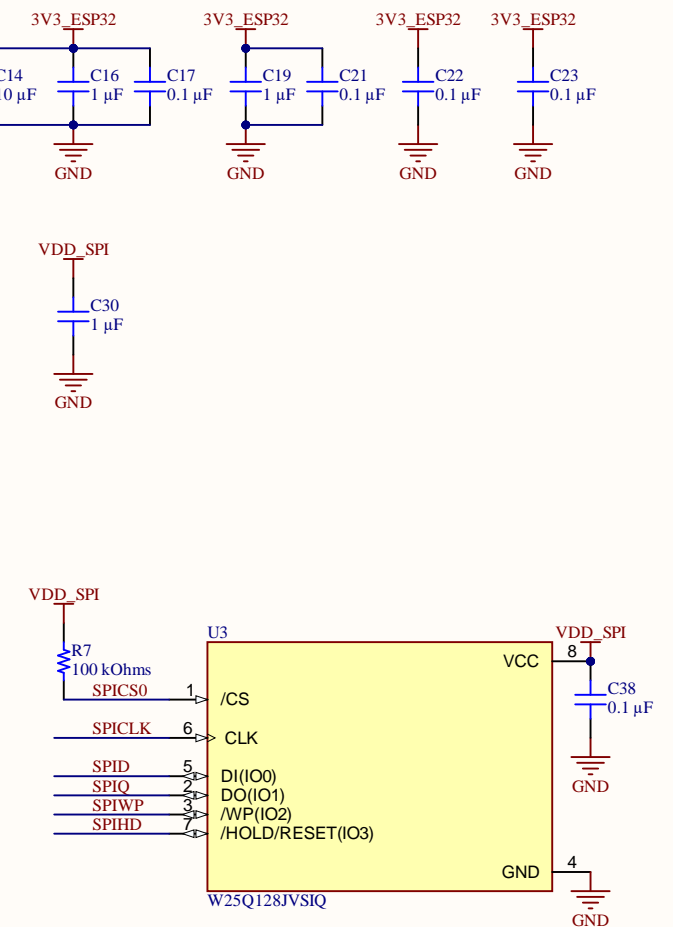 3V3_ESP32
3V3_ESP32
3V3_ESP32
3V3_ESP32
C14
10 µF
C16
1 µF
C17
0.1 µF
C19
1 µF
C21
0.1 µF
C22
0.1 µF
C23
0.1 µF
GND
GND
GND
GND
VDD_SPI
C30
1 µF
GND
VDD_SPI
R7
100 kOhms
U3
VDD_SPI
SPICS0 1 /CS
SPICLK 6 CLK
SPID 5 DI(IO0)
SPIQ 2 DO(IO1)
SPIWP 3 /WP(IO2)
SPIHD 7 /HOLD/RESET(IO3)
VCC 8
C38
0.1 µF
GND
GND 4
GND
W25Q128JVSIQ